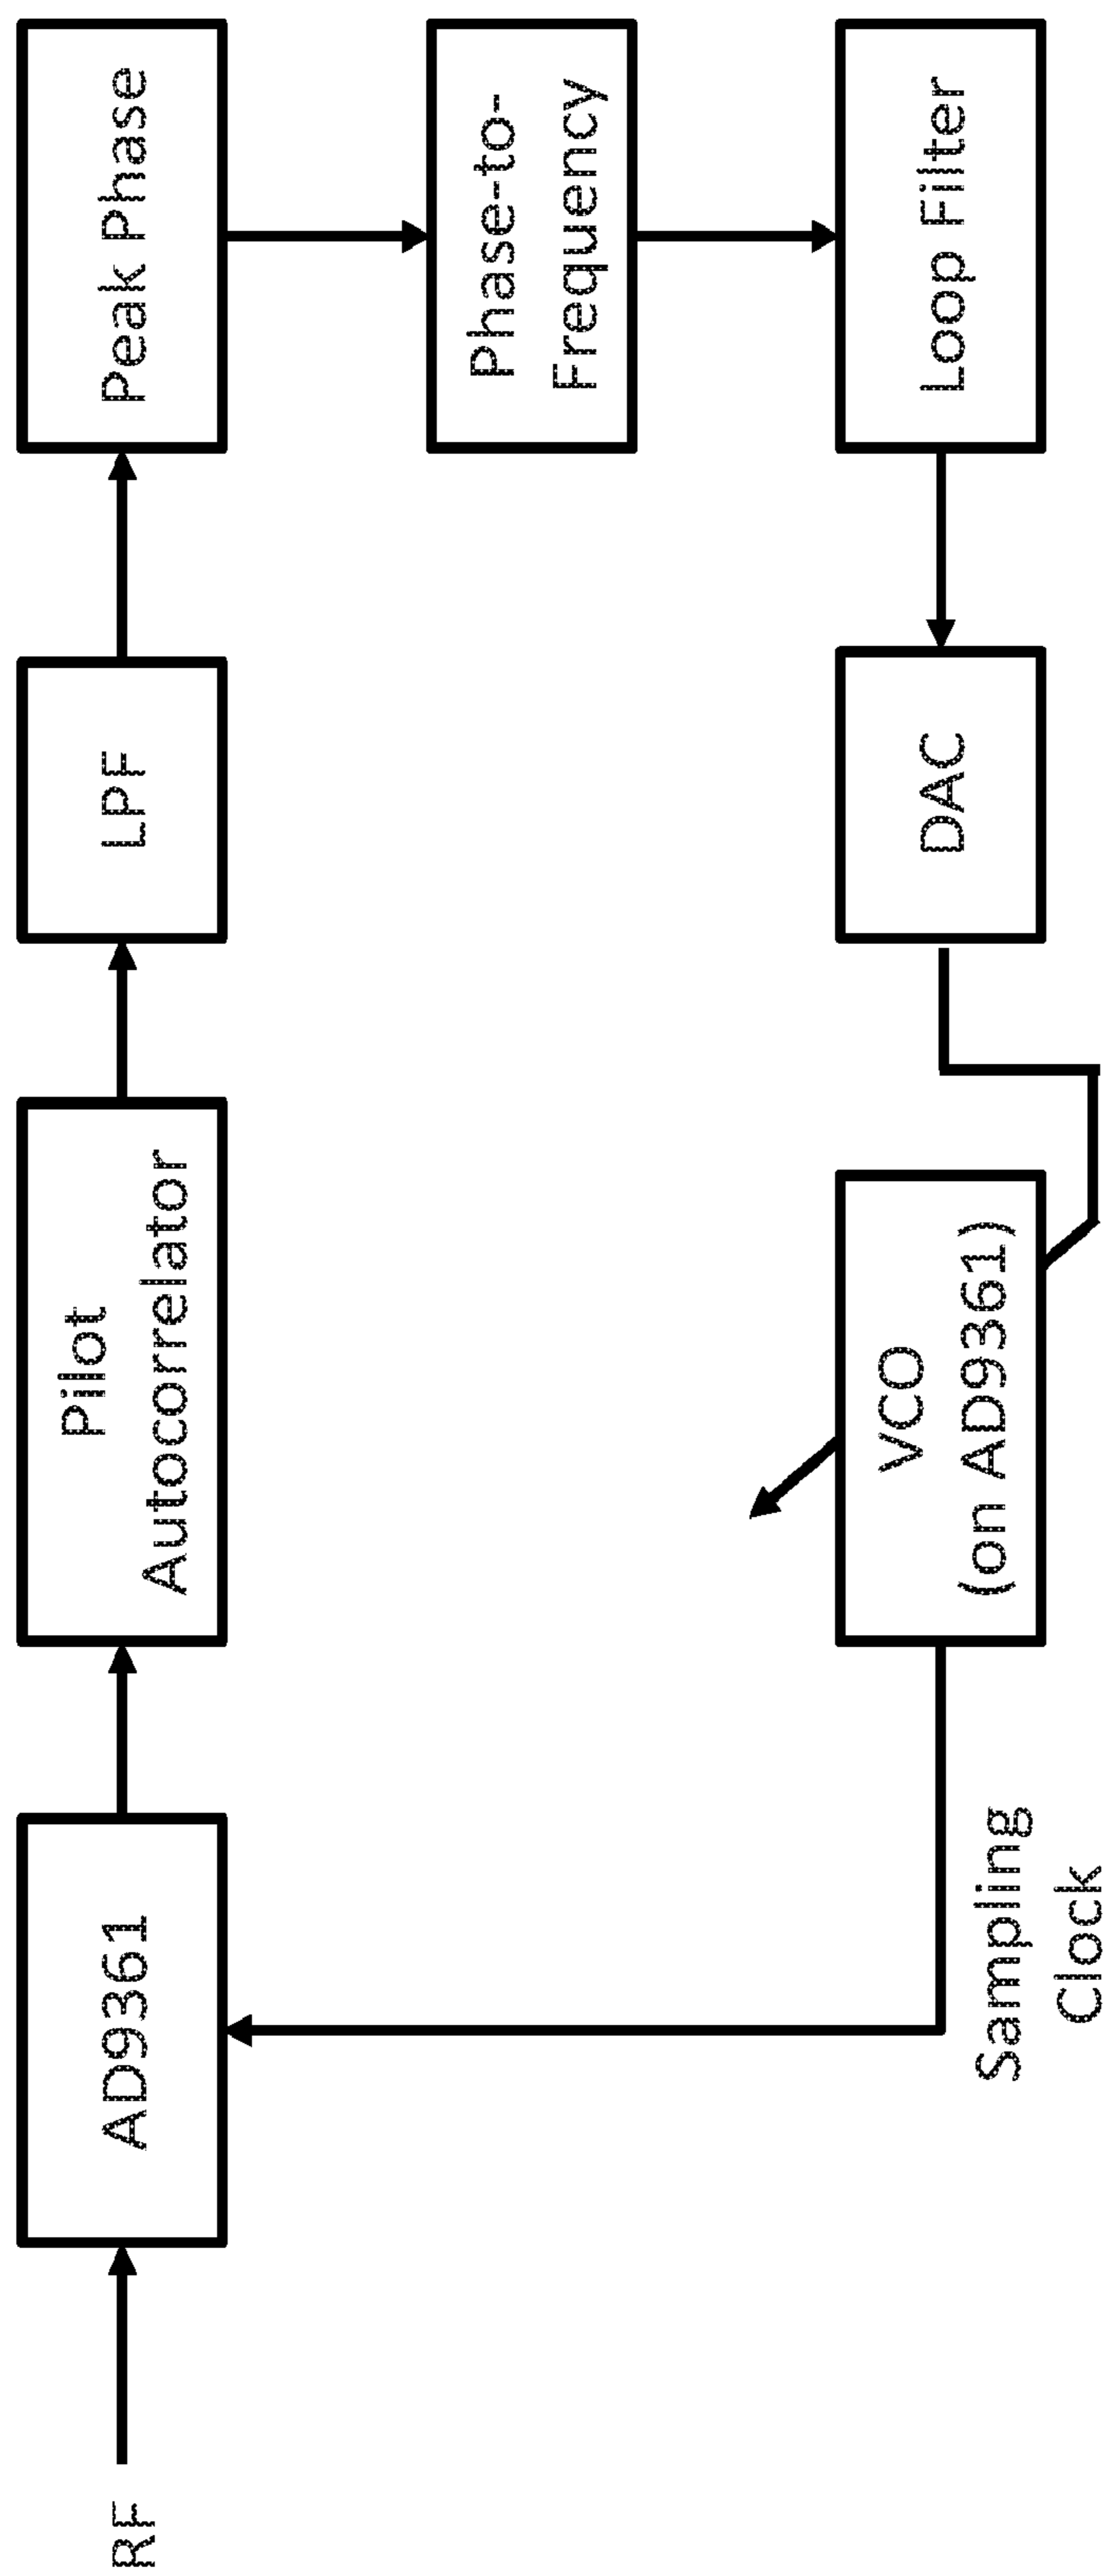 RF
AD9361
Pilot
Autocorrelator
LPF
Peak Phase
Phase-to-
Frequency
Loop Filter
DAC
VCO
(on AD9361)
Sampling
Clock